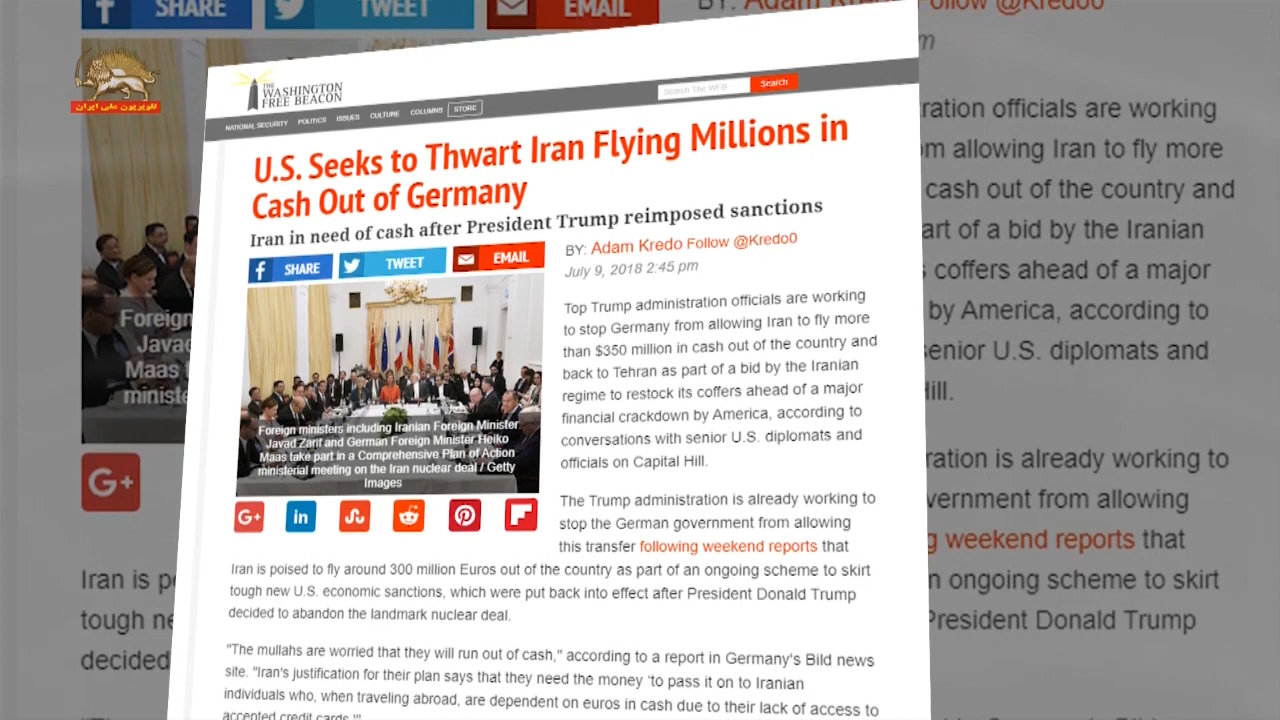 SHARE
TWEET
EMAIL
BY: Adam Kredo Follow @Kredo0
تلویزیون ملی ایران
THE
WASHINGTON
FREE BEACON
Search The WFB
Search
NATIONAL SECURITY POLITICS ISSUES CULTURE COLUMNS STORE
U.S. Seeks to Thwart Iran Flying Millions in
Cash Out of Germany
Iran in need of cash after President Trump reimposed sanctions
SHARE
TWEET
EMAIL
BY: Adam Kredo Follow @Kredo0
July 9, 2018 2:45 pm
Top Trump administration officials are working
to stop Germany from allowing Iran to fly more
than $350 million in cash out of the country and
back to Tehran as part of a bid by the Iranian
regime to restock its coffers ahead of a major
financial crackdown by America, according to
conversations with senior U.S. diplomats and
officials on Capital Hill.
Foreign ministers including Iranian Foreign Minister
Javad Zarif and German Foreign Minister Heiko
Maas take part in a Comprehensive Plan of Action
ministerial meeting on the Iran nuclear deal / Getty
Images
G+
in
The Trump administration is already working to
stop the German government from allowing
this transfer following weekend reports that
Iran is poised to fly around 300 million Euros out of the country as part of an ongoing scheme to skirt
tough new U.S. economic sanctions, which were put back into effect after President Donald Trump
decided to abandon the landmark nuclear deal.
"The mullahs are worried that they will run out of cash," according to a report in Germany's Bild news
site. "Iran's justification for their plan says that they need the money 'to pass it on to Iranian
individuals who, when traveling abroad, are dependent on euros in cash due to their lack of access to
accepted credit cards.'"
Foreign
Javad
Maas
ministe
G+
Iran is p
tough ne
decided
ration officials are working
m allowing Iran to fly more
cash out of the country and
art of a bid by the Iranian
coffers ahead of a major
by America, according to
senior U.S. diplomats and
ill.
ration is already working to
vernment from allowing
g weekend reports that
n ongoing scheme to skirt
President Donald Trump